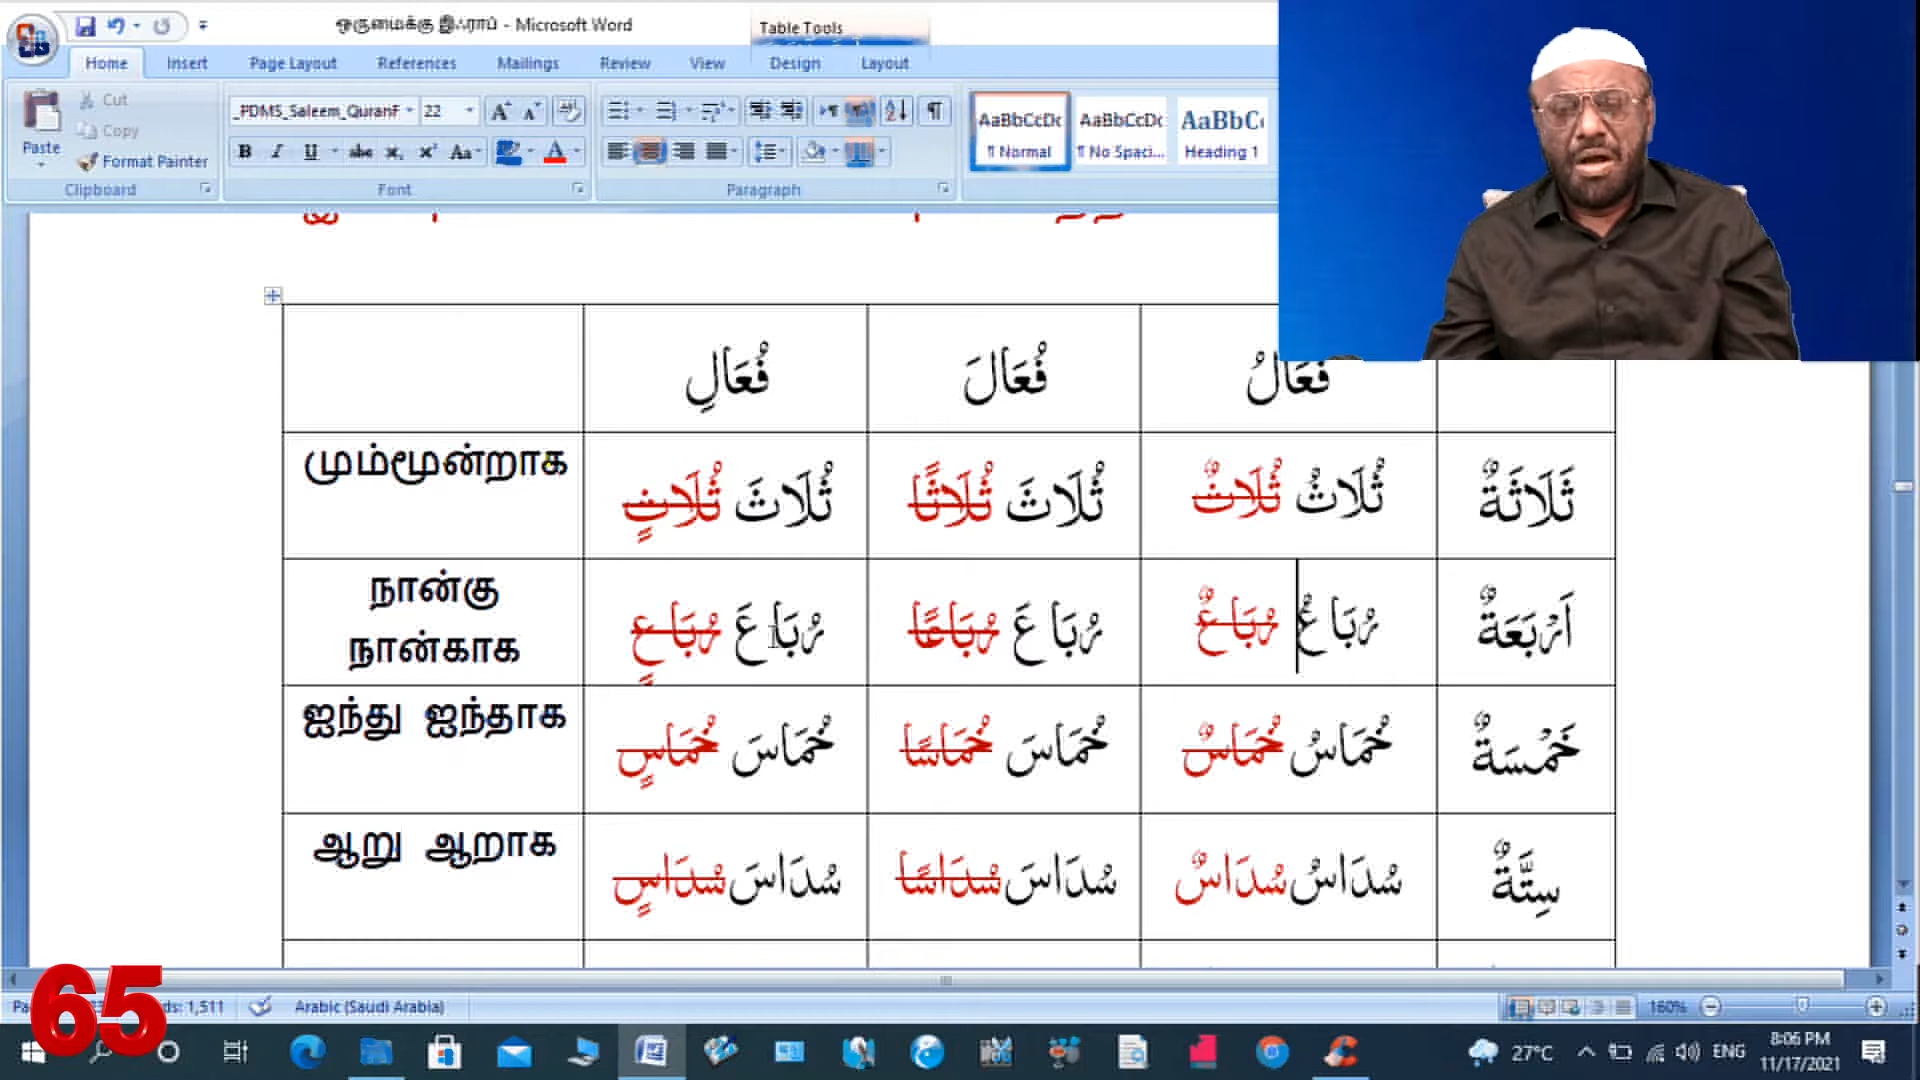 ஒருமைக்கு இஃராப் - Microsoft Word
Table Tools
Home Insert Page Layout References Mailings Review View Design Layout
Paste
Cut
Copy
Format Painter
Clipboard
_PDMS_Saleem_QuranF 22
Font
Paragraph
AaBbCcDc AaBbCcDc AaBbCc
¶ Normal ¶ No Spaci... Heading 1
فُعَالُ فُعَالَ فُعَالِ
ثَلَاثَةٌ ثُلَاثُ ثُلَاثٌ ثُلَاثَ ثُلَاثًا ثُلَاثَ ثُلَاثٍ மும்மூன்றாக
اَرْبَعَةٌ رُبَاعُ رُبَاعٌ رُبَاعَ رُبَاعًا رُبَاعَ رُبَاعٍ நான்கு
நான்காக
خَمْسَةٌ خُمَاسُ خُمَاسٌ خُمَاسَ خُمَاسًا خُمَاسَ خُمَاسٍ ஐந்து ஐந்தாக
سِتَّةٌ سُدَاسُ سُدَاسٌ سُدَاسَ سُدَاسًا سُدَاسَ سُدَاسٍ ஆறு ஆறாக
65
1,511 Arabic (Saudi Arabia) 160%
27°C ENG
8:06 PM
11/17/2021